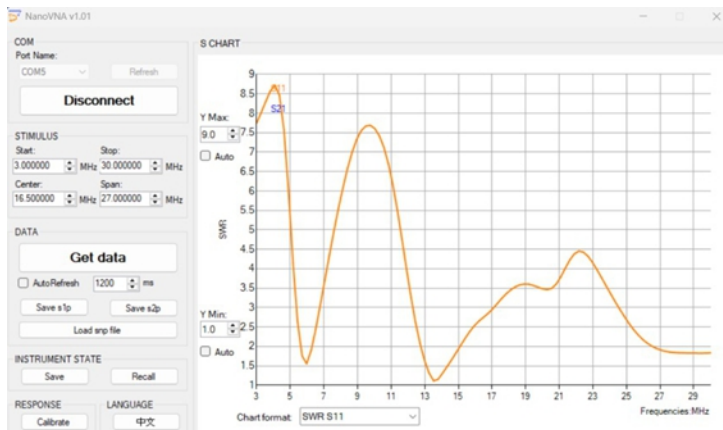 NanoVNA v1.01
COM
Port Name:
COM5
Refresh
Disconnect
STIMULUS
Start:
Stop:
3.000000 MHz 30.000000 MHz
Center:
Span:
16.500000 MHz 27.000000 MHz
DATA
Get data
AutoRefresh 1200 ms
Save s1p
Save s2p
Load snp file
INSTRUMENT STATE
Save
Recall
RESPONSE
Calibrate
LANGUAGE
中文
S CHART
Y Max:
9.0
Auto
Y Min:
1.0
Auto
SWR
9
8.5
8
7.5
7
6.5
6
5.5
5
4.5
4
3.5
3
2.5
2
1.5
1
S11
S21
3 5 7 9 11 13 15 17 19 21 23 25 27 29
Frequencies MHz
Chart format: SWR S11